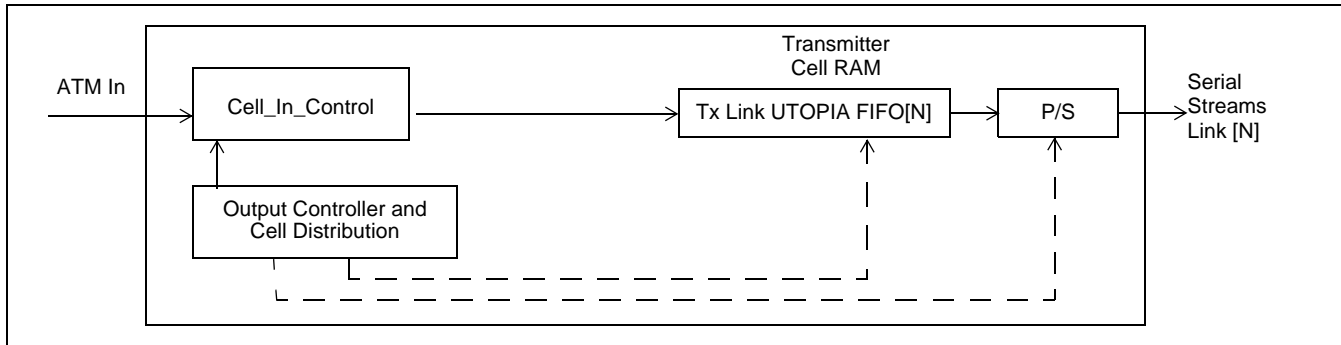 Transmitter
Cell RAM
ATM In
Cell_In_Control
Tx Link UTOPIA FIFO[N]
P/S
Serial
Streams
Link [N]
Output Controller and
Cell Distribution